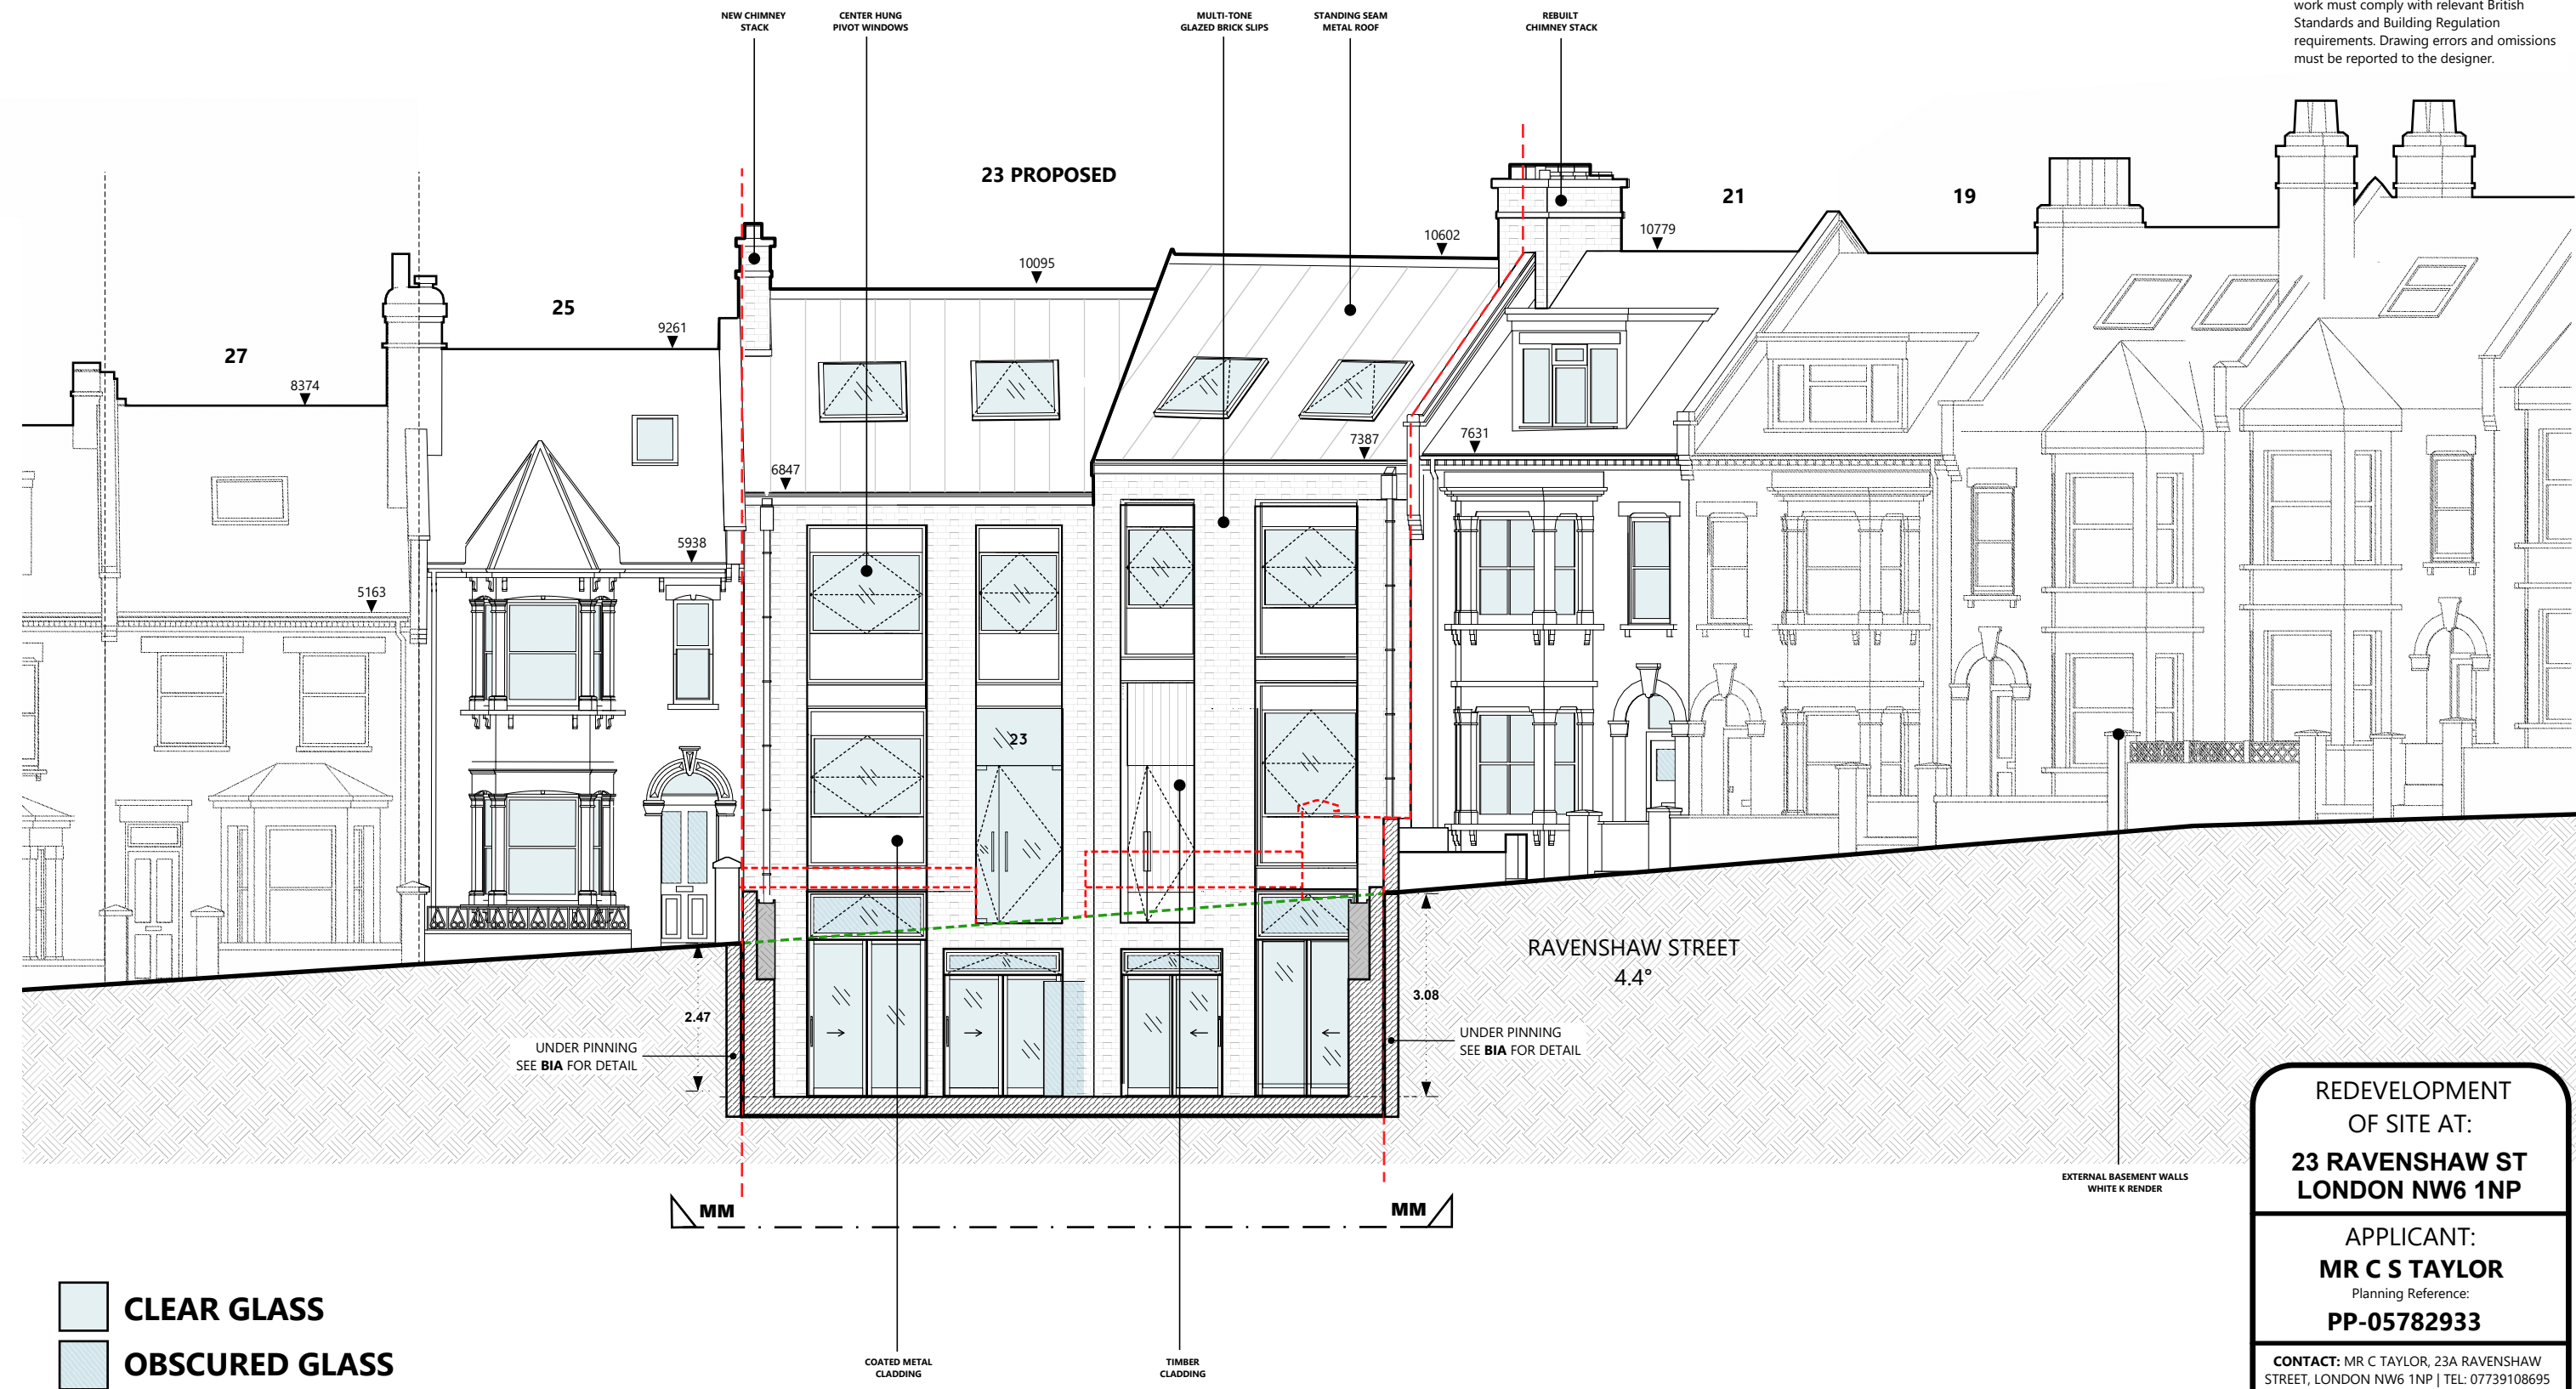 work must comply with relevant British
Standards and Building Regulation
requirements. Drawing errors and omissions
must be reported to the designer.
NEW CHIMNEY
STACK
CENTER HUNG
PIVOT WINDOWS
MULTI-TONE
GLAZED BRICK SLIPS
STANDING SEAM
METAL ROOF
REBUILT
CHIMNEY STACK
23 PROPOSED
21
19
10602
10779
10095
25
9261
27
8374
7387
7631
6847
5938
5163
23
RAVENSHAW STREET
4.4°
2.47
3.08
UNDER PINNING
SEE BIA FOR DETAIL
UNDER PINNING
SEE BIA FOR DETAIL
EXTERNAL BASEMENT WALLS
WHITE K RENDER
MM
MM
CLEAR GLASS
OBSCURED GLASS
COATED METAL
CLADDING
TIMBER
CLADDING
REDEVELOPMENT
OF SITE AT:
23 RAVENSHAW ST
LONDON NW6 1NP
APPLICANT:
MR C S TAYLOR
Planning Reference:
PP-05782933
CONTACT: MR C TAYLOR, 23A RAVENSHAW
STREET, LONDON NW6 1NP | TEL: 07739108695